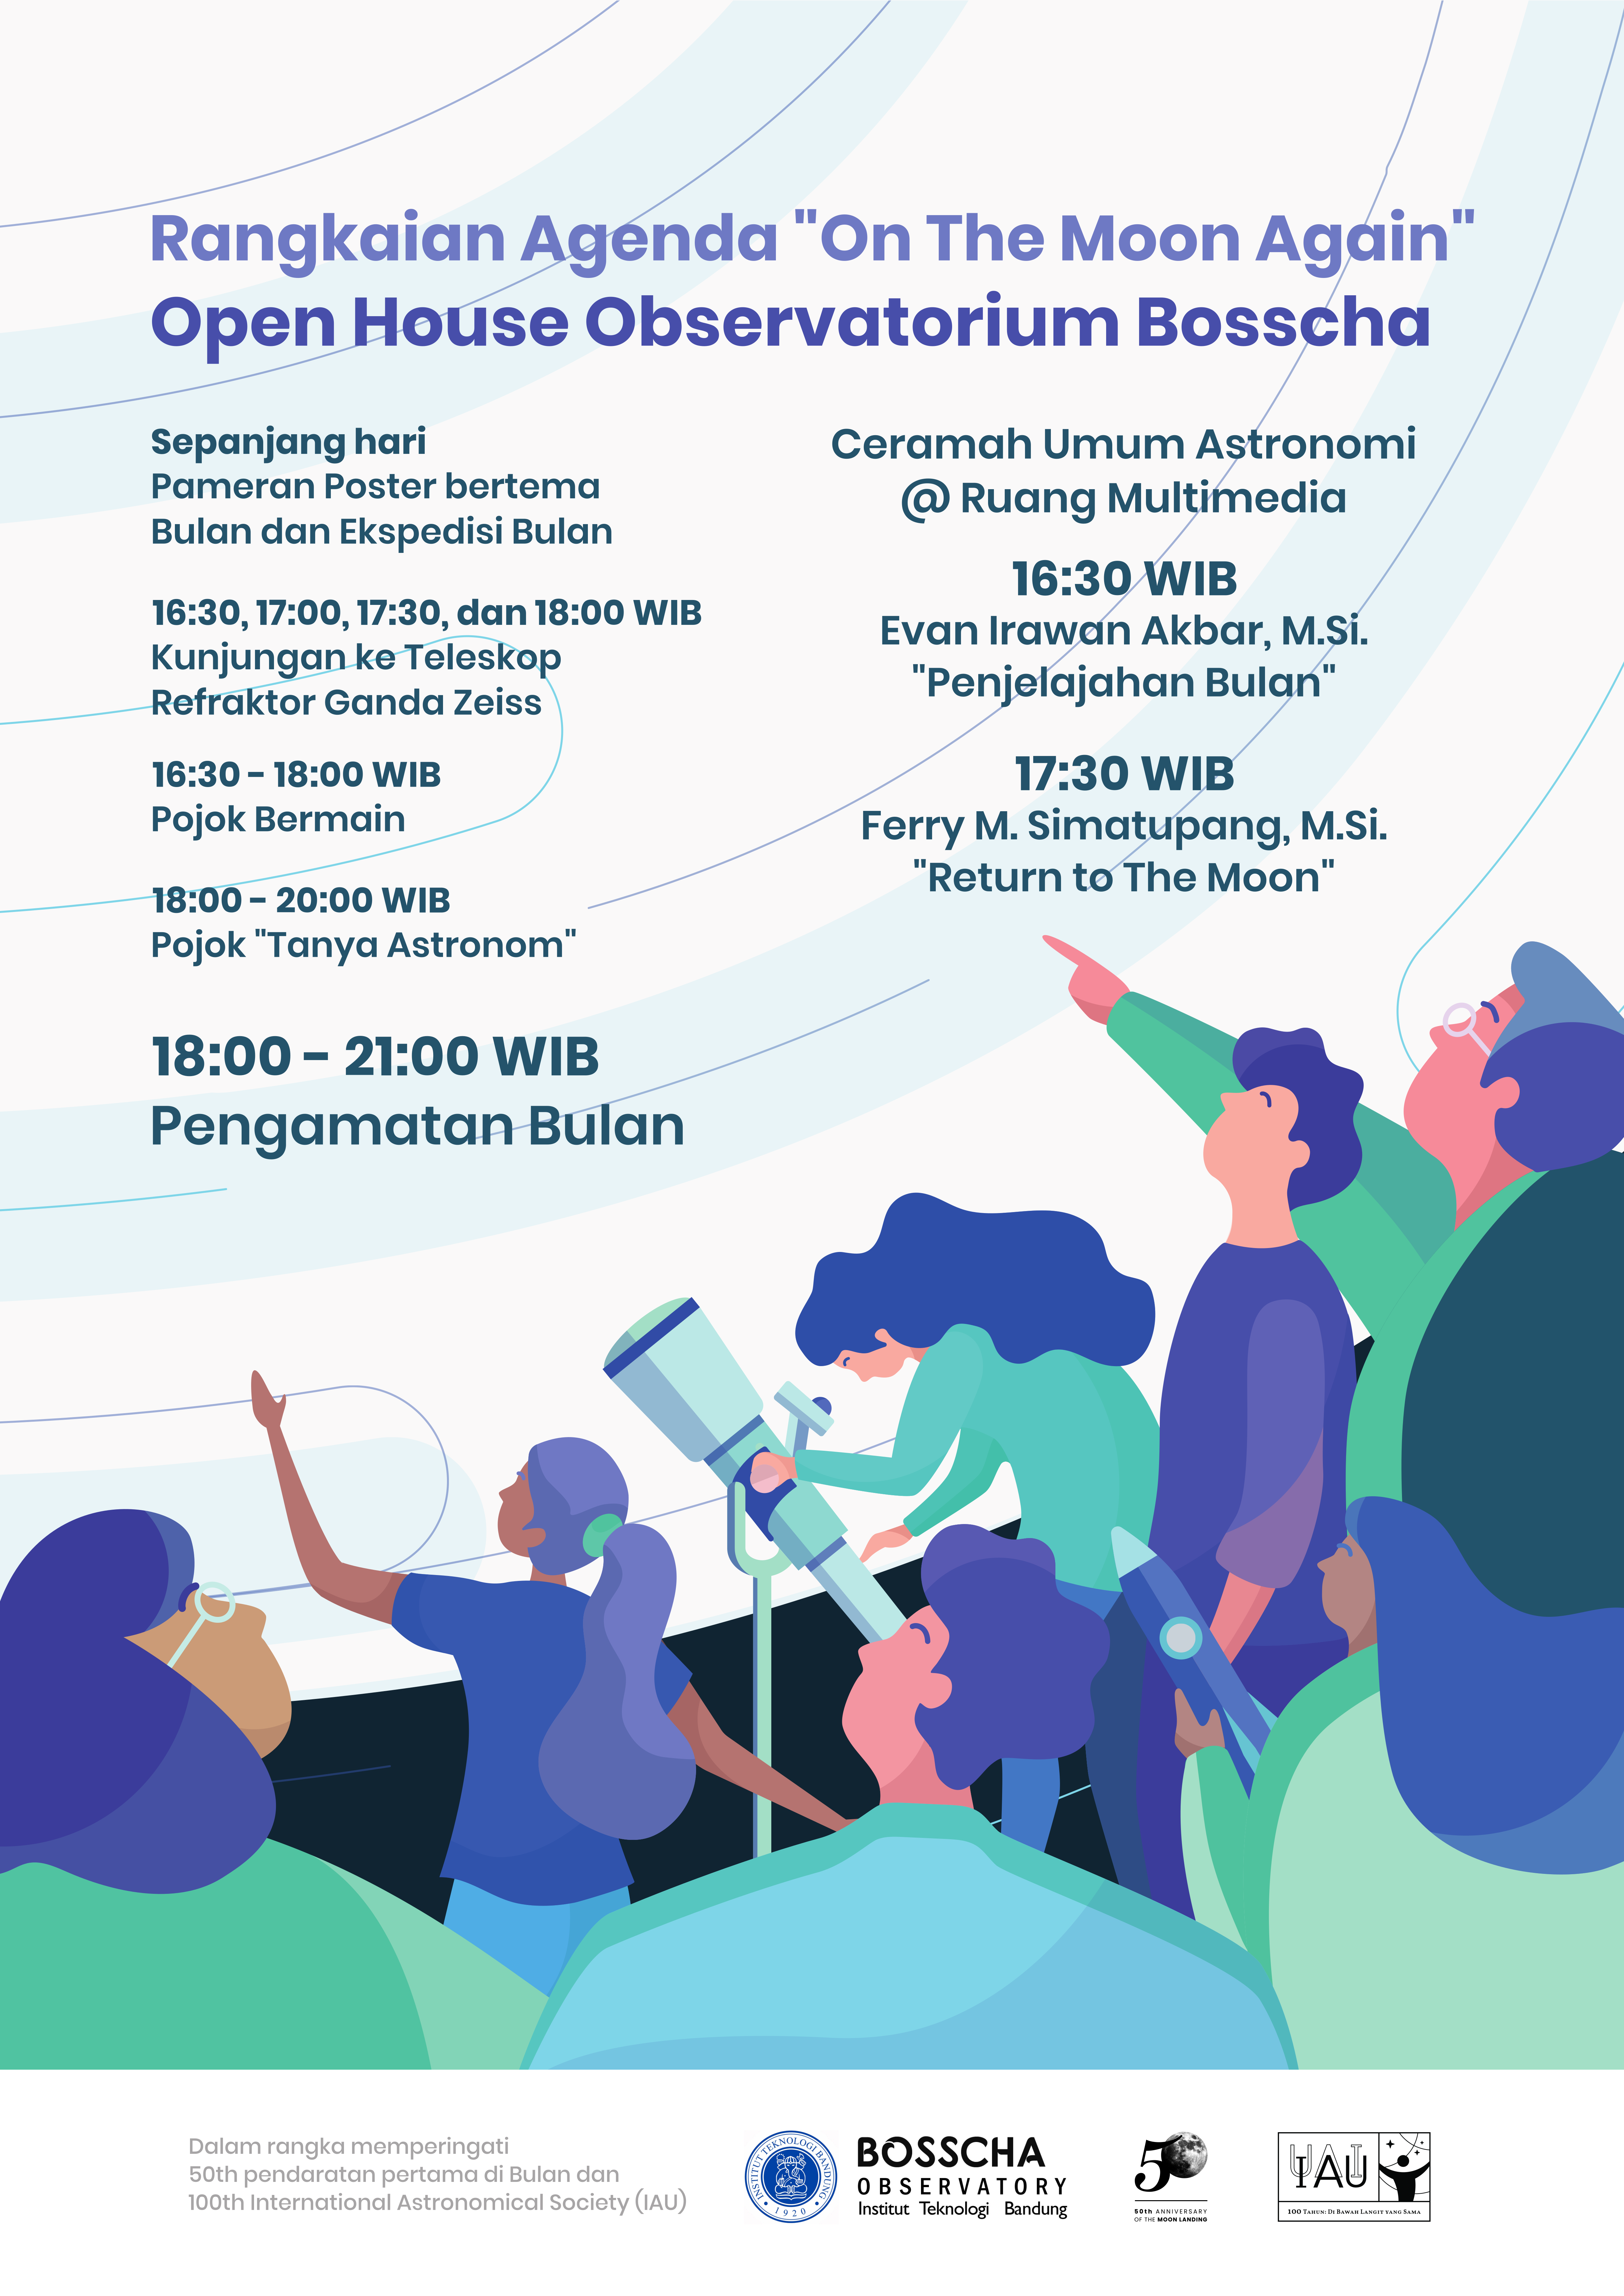 Rangkaian Agenda "On The Moon Again"
Open House Observatorium Bosscha
Sepanjang hari
Pameran Poster bertema
Bulan dan Ekspedisi Bulan
16:30, 17:00, 17:30, dan 18:00 WIB
Kunjungan ke Teleskop
Refraktor Ganda Zeiss
16:30 - 18:00 WIB
Pojok Bermain
18:00 - 20:00 WIB
Pojok "Tanya Astronom"
18:00 - 21:00 WIB
Pengamatan Bulan
Ceramah Umum Astronomi
@ Ruang Multimedia
16:30 WIB
Evan Irawan Akbar, M.Si.
"Penjelajahan Bulan"
17:30 WIB
Ferry M. Simatupang, M.Si.
"Return to The Moon"
Dalam rangka memperingati
50th pendaratan pertama di Bulan dan
100th International Astronomical Society (IAU)
INSTITUT TEKNOLOGI BANDUNG
1920
BOSSCHA
OBSERVATORY
Institut Teknologi Bandung
50
50th ANNIVERSARY
OF THE MOON LANDING
UAI
IAU
100 Tahun: Di Bawah Langit yang Sama